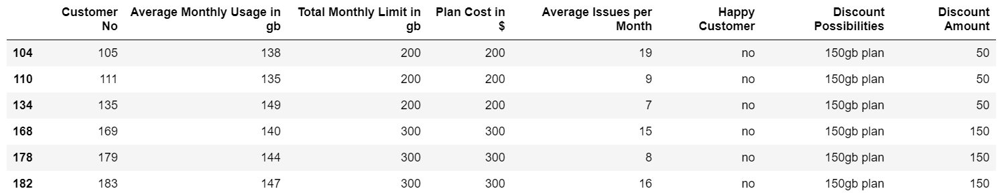 Customer No Average Monthly Usage in gb Total Monthly Limit in gb Plan Cost in $ Average Issues per Month Happy Customer Discount Possibilities Discount Amount
104 105 138 200 200 19 no 150gb plan 50
110 111 135 200 200 9 no 150gb plan 50
134 135 149 200 200 7 no 150gb plan 50
168 169 140 300 300 15 no 150gb plan 150
178 179 144 300 300 8 no 150gb plan 150
182 183 147 300 300 16 no 150gb plan 150